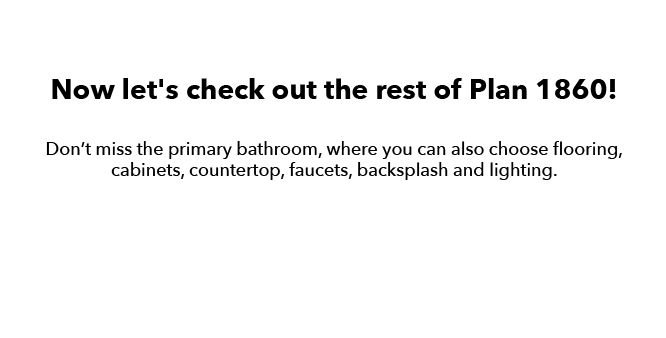 Now let's check out the rest of Plan 1860!
Don’t miss the primary bathroom, where you can also choose flooring,
cabinets, countertop, faucets, backsplash and lighting.